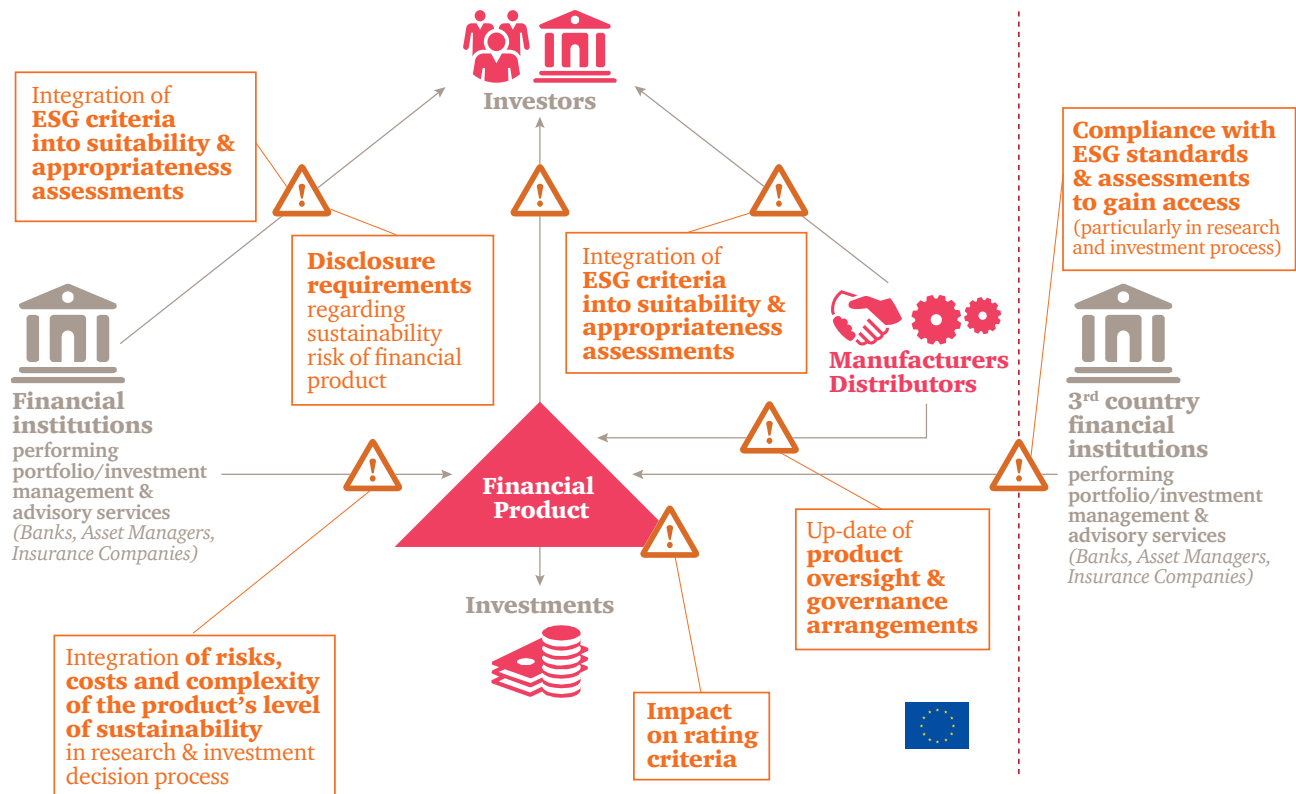 Investors
Integration of
ESG criteria
into suitability &
appropriateness
assessments
Compliance with
ESG standards
& assessments
to gain access
(particularly in research
and investment process)
Disclosure
requirements
regarding
sustainability
risk of financial
product
Integration of
ESG criteria
into suitability &
appropriateness
assessments
Manufacturers
Distributors
Financial
institutions
performing
portfolio/investment
management &
advisory services
(Banks, Asset Managers,
Insurance Companies)
3rd country
financial
institutions
performing
portfolio/investment
management &
advisory services
(Banks, Asset Managers,
Insurance Companies)
Financial
Product
Up-date of
product
oversight &
governance
arrangements
Investments
Integration of risks,
costs and complexity
of the product’s level
of sustainability
in research & investment
decision process
Impact
on rating
criteria